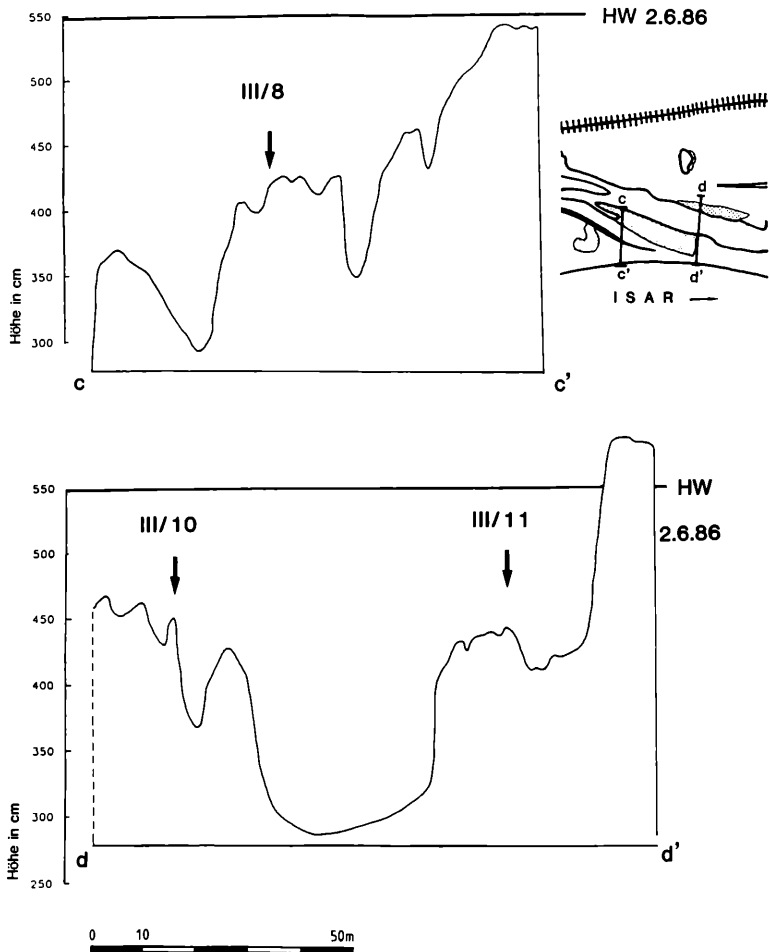 550
500
450
400
350
300
Höhe in cm
HW 2.6.86
III/8
c
c'
d
c
c'
d'
ISAR
550
500
450
400
350
300
250
Höhe in cm
HW
2.6.86
III/10
III/11
d
d'
0 10 50m